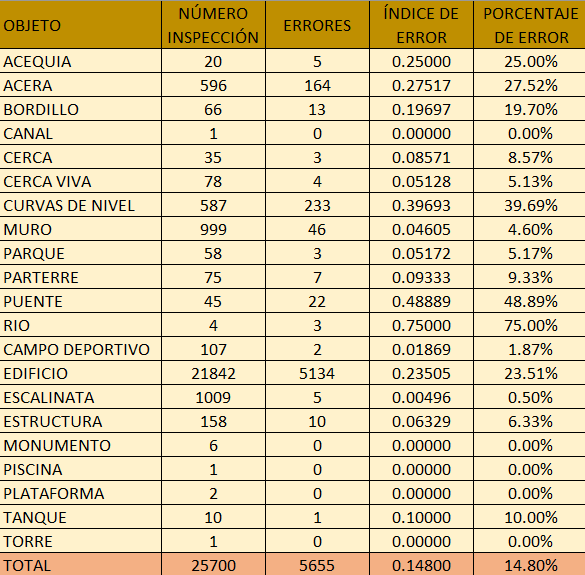 OBJETO NÚMERO INSPECCIÓN ERRORES ÍNDICE DE ERROR PORCENTAJE DE ERROR
ACEQUIA 20 5 0.25000 25.00%
ACERA 596 164 0.27517 27.52%
BORDILLO 66 13 0.19697 19.70%
CANAL 1 0 0.00000 0.00%
CERCA 35 3 0.08571 8.57%
CERCA VIVA 78 4 0.05128 5.13%
CURVAS DE NIVEL 587 233 0.39693 39.69%
MURO 999 46 0.04605 4.60%
PARQUE 58 3 0.05172 5.17%
PARTERRE 75 7 0.09333 9.33%
PUENTE 45 22 0.48889 48.89%
RIO 4 3 0.75000 75.00%
CAMPO DEPORTIVO 107 2 0.01869 1.87%
EDIFICIO 21842 5134 0.23505 23.51%
ESCALINATA 1009 5 0.00496 0.50%
ESTRUCTURA 158 10 0.06329 6.33%
MONUMENTO 6 0 0.00000 0.00%
PISCINA 1 0 0.00000 0.00%
PLATAFORMA 2 0 0.00000 0.00%
TANQUE 10 1 0.10000 10.00%
TORRE 1 0 0.00000 0.00%
TOTAL 25700 5655 0.14800 14.80%